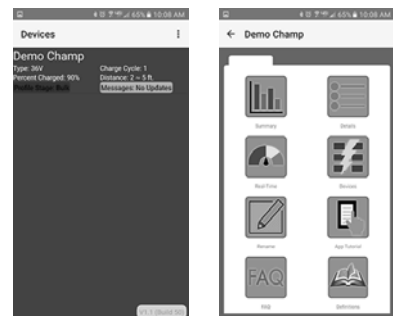 65% 10:08 AM
Devices
Demo Champ
Type: 36V
Charge Cycle: 1
Percent Charged: 90%
Distance: 2 ~ 5 ft.
Profile Stage: Bulk
Messages: No Updates
V1.1 (Build 50)
65% 10:08 AM
Demo Champ
Summary
Details
Real-Time
Devices
Rename
App Tutorial
FAQ
FAQ
Definitions